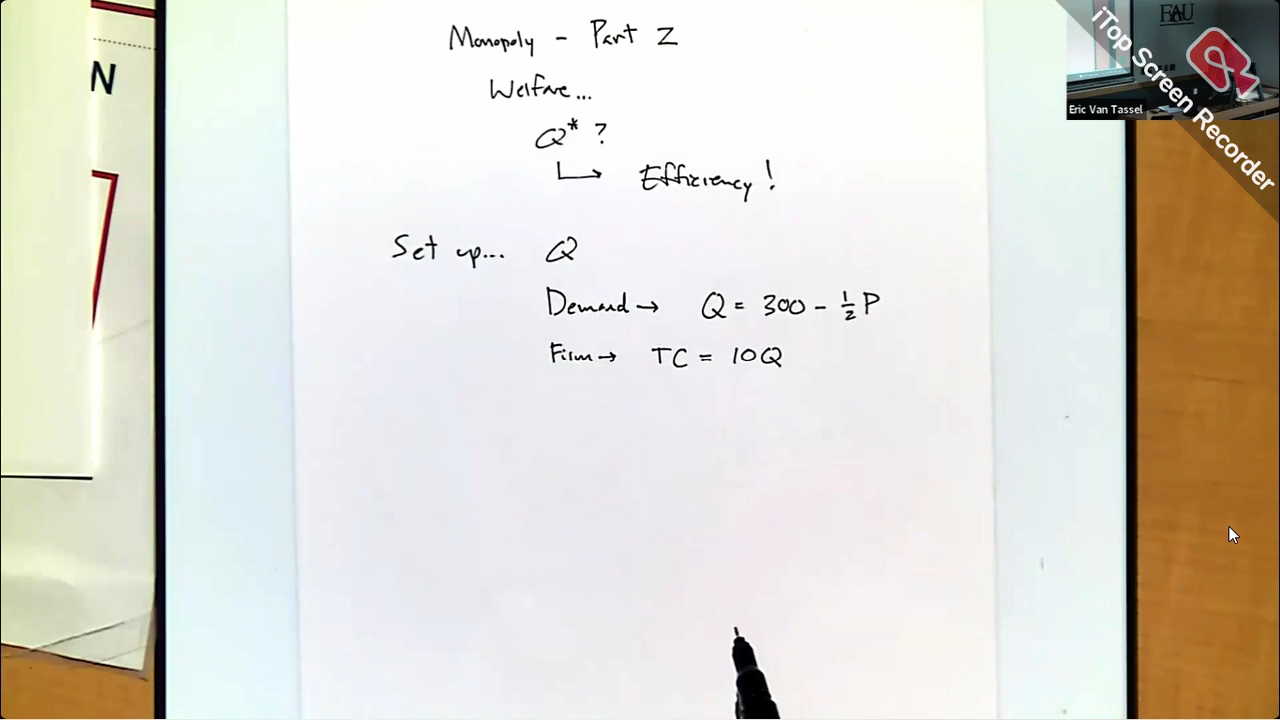 Monopoly - Part 2
Welfare...
Q* ?
↳ Efficiency!
Set up... Q
Demand → Q = 300 - ½P
Firm → TC = 10Q
N
FAU
Eric Van Tassel
iTop Screen Recorder